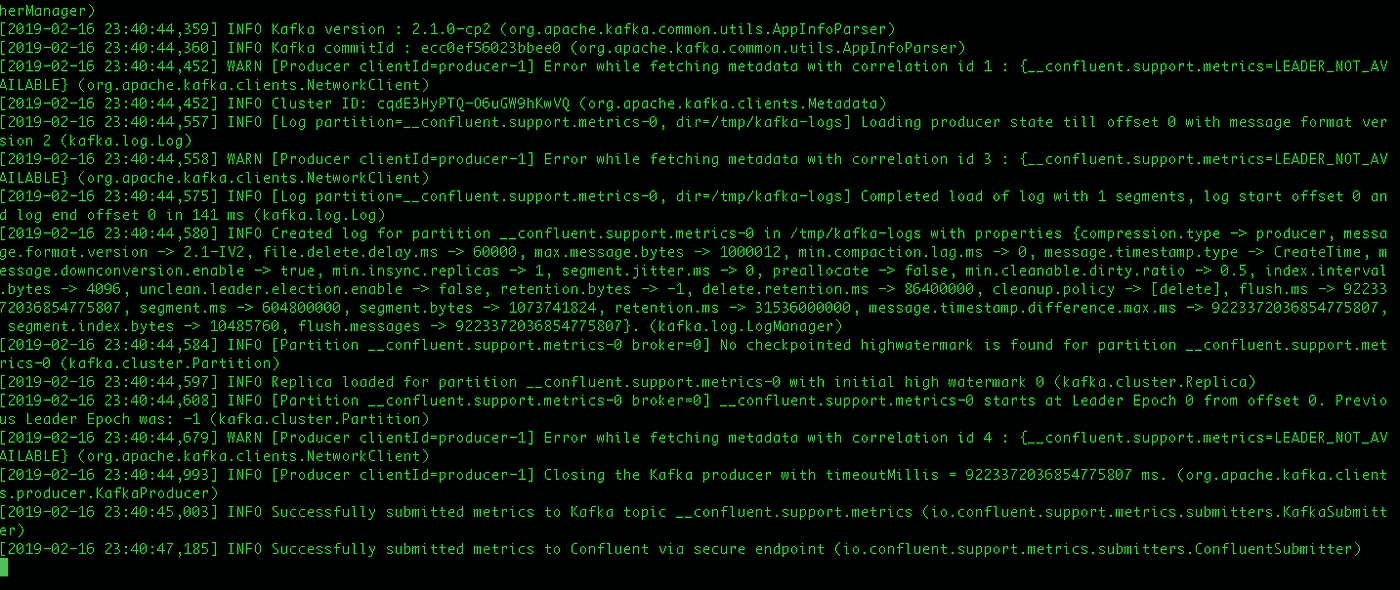 herManager)
[2019-02-16 23:40:44,359] INFO Kafka version : 2.1.0-cp2 (org.apache.kafka.common.utils.AppInfoParser)
[2019-02-16 23:40:44,360] INFO Kafka commitId : ecc0ef56023bbee0 (org.apache.kafka.common.utils.AppInfoParser)
[2019-02-16 23:40:44,452] WARN [Producer clientId=producer-1] Error while fetching metadata with correlation id 1 : {__confluent.support.metrics=LEADER_NOT_AV
AILABLE} (org.apache.kafka.clients.NetworkClient)
[2019-02-16 23:40:44,452] INFO Cluster ID: cqdE3HyPTQ-O6uGW9hKwVQ (org.apache.kafka.clients.Metadata)
[2019-02-16 23:40:44,557] INFO [Log partition=__confluent.support.metrics-0, dir=/tmp/kafka-logs] Loading producer state till offset 0 with message format ver
sion 2 (kafka.log.Log)
[2019-02-16 23:40:44,558] WARN [Producer clientId=producer-1] Error while fetching metadata with correlation id 3 : {__confluent.support.metrics=LEADER_NOT_AV
AILABLE} (org.apache.kafka.clients.NetworkClient)
[2019-02-16 23:40:44,575] INFO [Log partition=__confluent.support.metrics-0, dir=/tmp/kafka-logs] Completed load of log with 1 segments, log start offset 0 an
d log end offset 0 in 141 ms (kafka.log.Log)
[2019-02-16 23:40:44,580] INFO Created log for partition __confluent.support.metrics-0 in /tmp/kafka-logs with properties {compression.type -> producer, messa
ge.format.version -> 2.1-IV2, file.delete.delay.ms -> 60000, max.message.bytes -> 1000012, min.compaction.lag.ms -> 0, message.timestamp.type -> CreateTime, m
essage.downconversion.enable -> true, min.insync.replicas -> 1, segment.jitter.ms -> 0, preallocate -> false, min.cleanable.dirty.ratio -> 0.5, index.interval
.bytes -> 4096, unclean.leader.election.enable -> false, retention.bytes -> -1, delete.retention.ms -> 86400000, cleanup.policy -> [delete], flush.ms -> 92233
72036854775807, segment.ms -> 604800000, segment.bytes -> 1073741824, retention.ms -> 31536000000, message.timestamp.difference.max.ms -> 9223372036854775807,
 segment.index.bytes -> 10485760, flush.messages -> 9223372036854775807}. (kafka.log.LogManager)
[2019-02-16 23:40:44,584] INFO [Partition __confluent.support.metrics-0 broker=0] No checkpointed highwatermark is found for partition __confluent.support.met
rics-0 (kafka.cluster.Partition)
[2019-02-16 23:40:44,597] INFO Replica loaded for partition __confluent.support.metrics-0 with initial high watermark 0 (kafka.cluster.Replica)
[2019-02-16 23:40:44,608] INFO [Partition __confluent.support.metrics-0 broker=0] __confluent.support.metrics-0 starts at Leader Epoch 0 from offset 0. Previo
us Leader Epoch was: -1 (kafka.cluster.Partition)
[2019-02-16 23:40:44,679] WARN [Producer clientId=producer-1] Error while fetching metadata with correlation id 4 : {__confluent.support.metrics=LEADER_NOT_AV
AILABLE} (org.apache.kafka.clients.NetworkClient)
[2019-02-16 23:40:44,993] INFO [Producer clientId=producer-1] Closing the Kafka producer with timeoutMillis = 9223372036854775807 ms. (org.apache.kafka.client
s.producer.KafkaProducer)
[2019-02-16 23:40:45,003] INFO Successfully submitted metrics to Kafka topic __confluent.support.metrics (io.confluent.support.metrics.submitters.KafkaSubmitt
er)
[2019-02-16 23:40:47,185] INFO Successfully submitted metrics to Confluent via secure endpoint (io.confluent.support.metrics.submitters.ConfluentSubmitter)